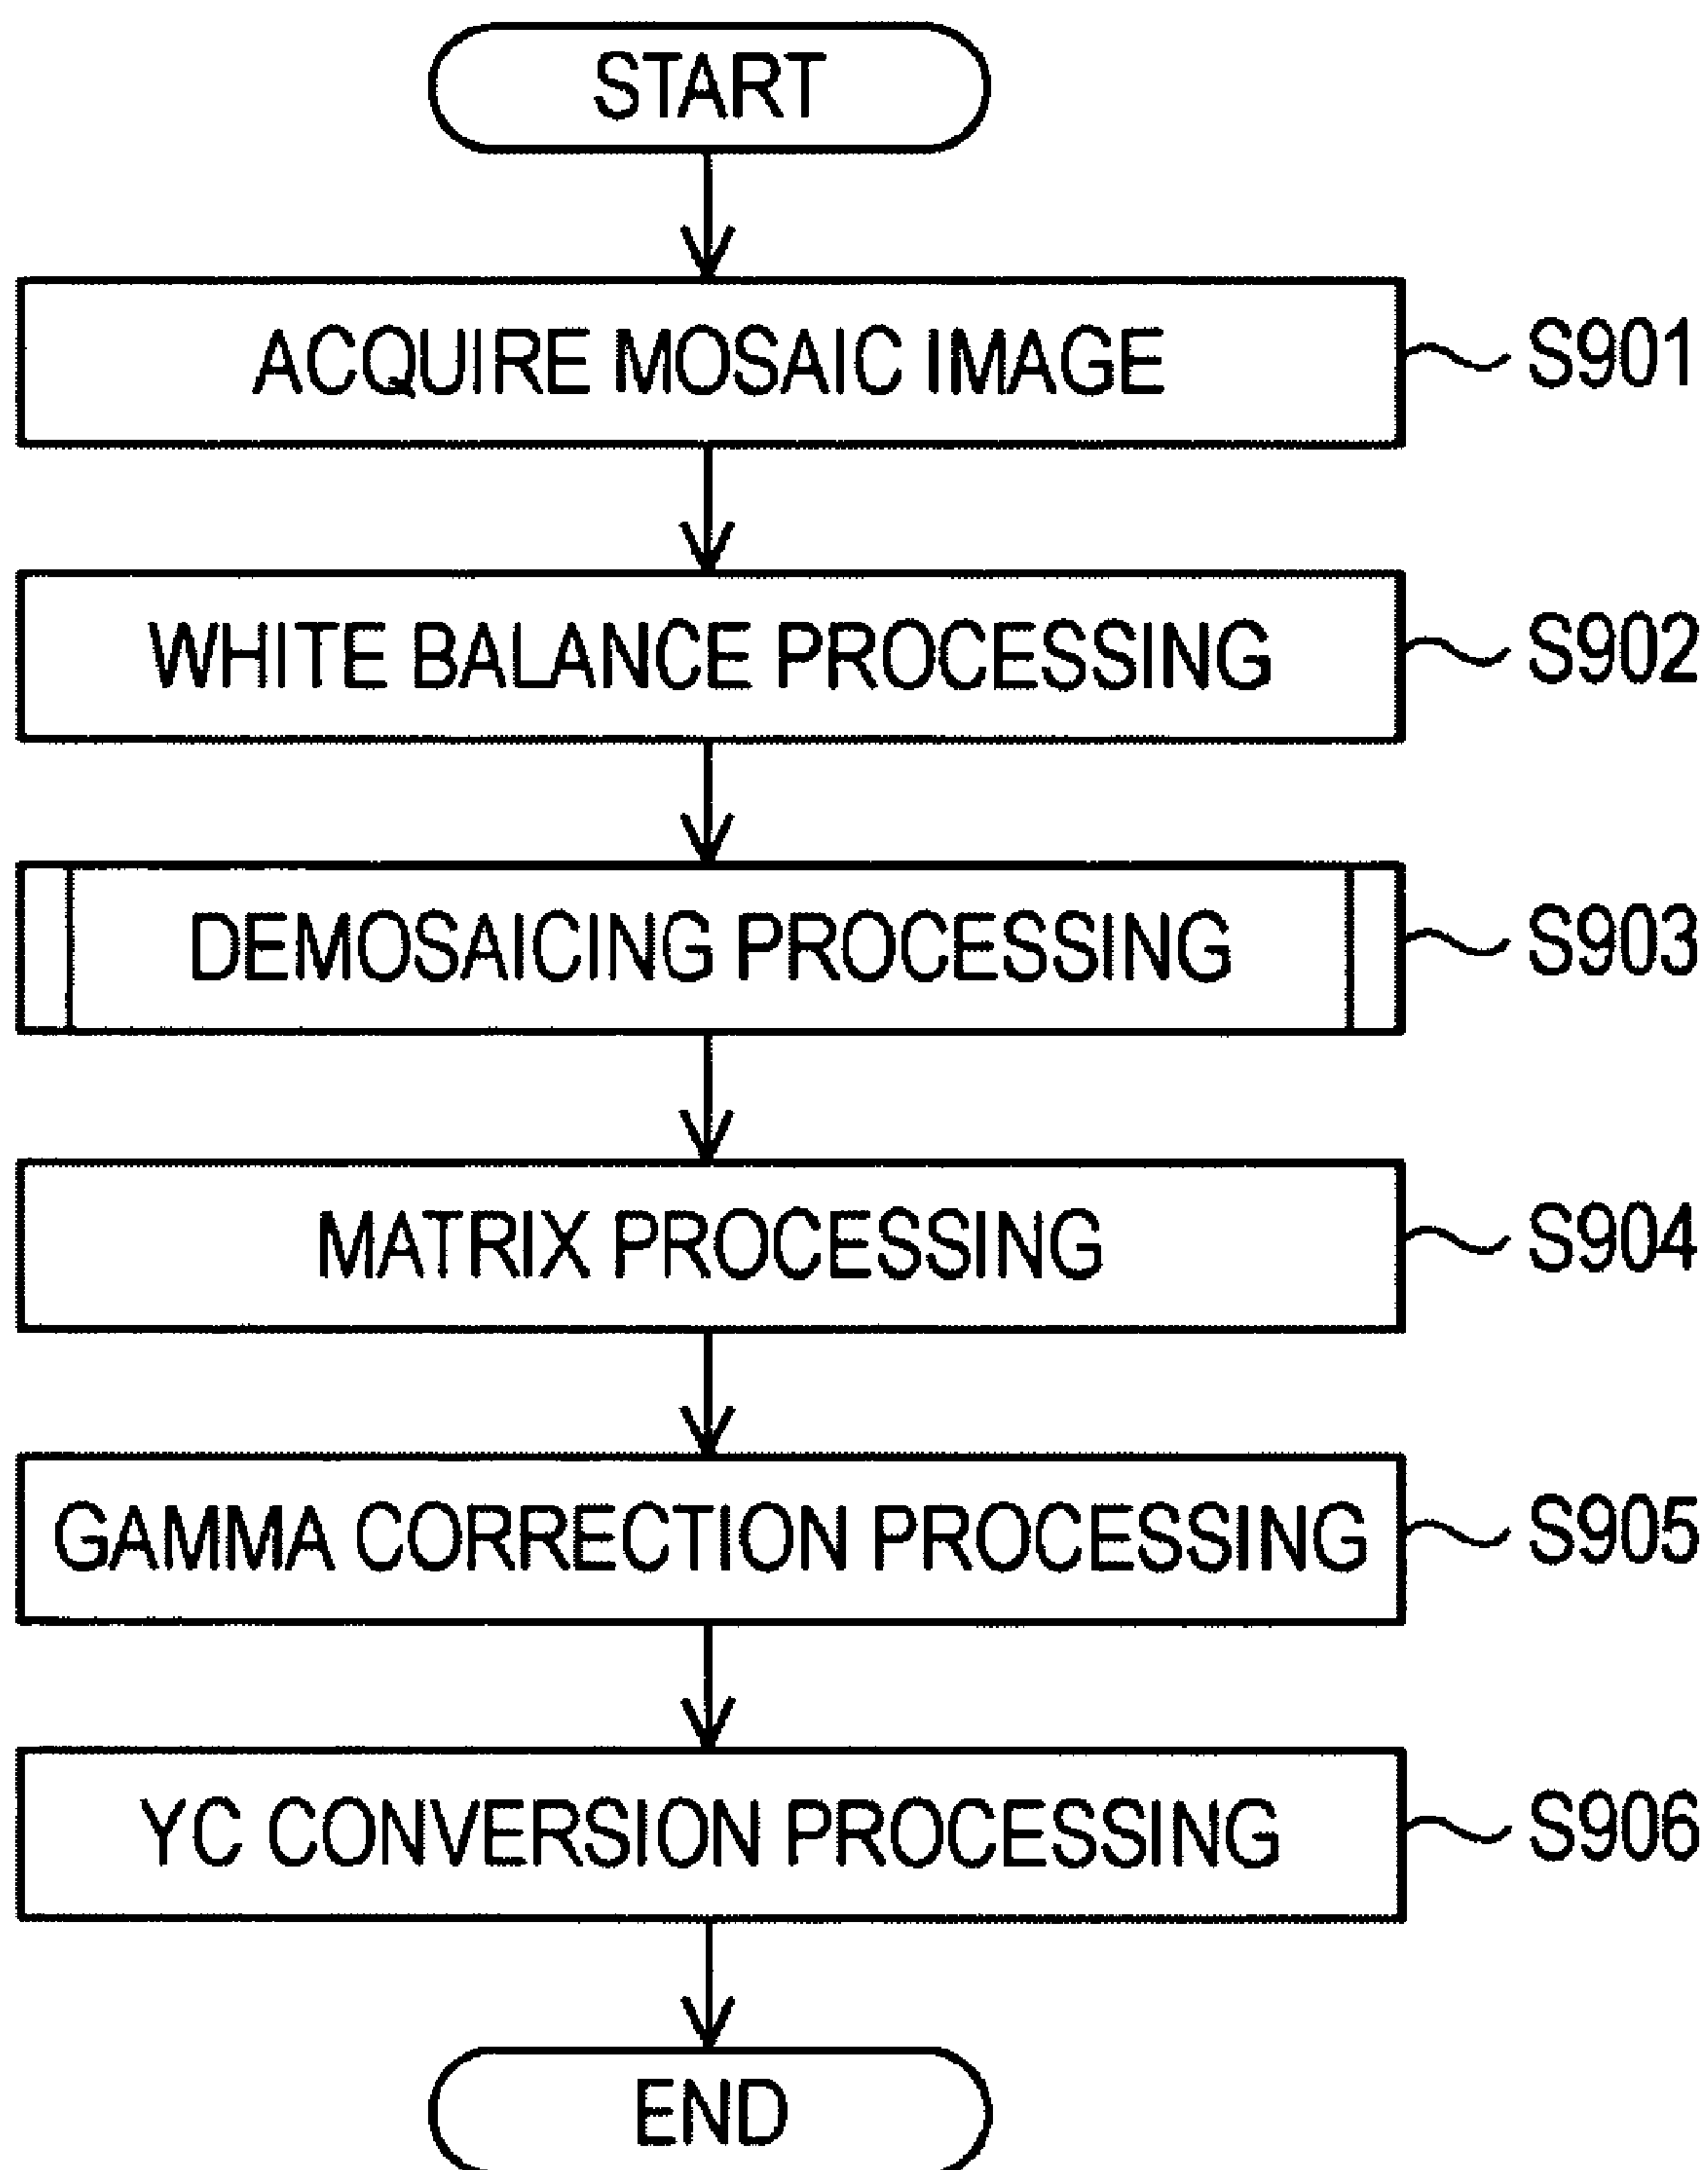 START
ACQUIRE MOSAIC IMAGE S901
WHITE BALANCE PROCESSING S902
DEMOSAICING PROCESSING S903
MATRIX PROCESSING S904
GAMMA CORRECTION PROCESSING S905
YC CONVERSION PROCESSING S906
END